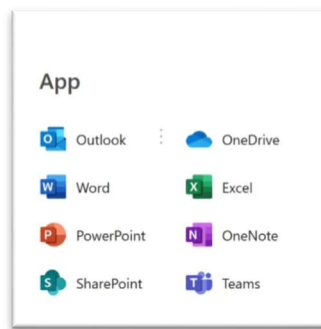 App
Outlook OneDrive
Word Excel
PowerPoint OneNote
SharePoint Teams